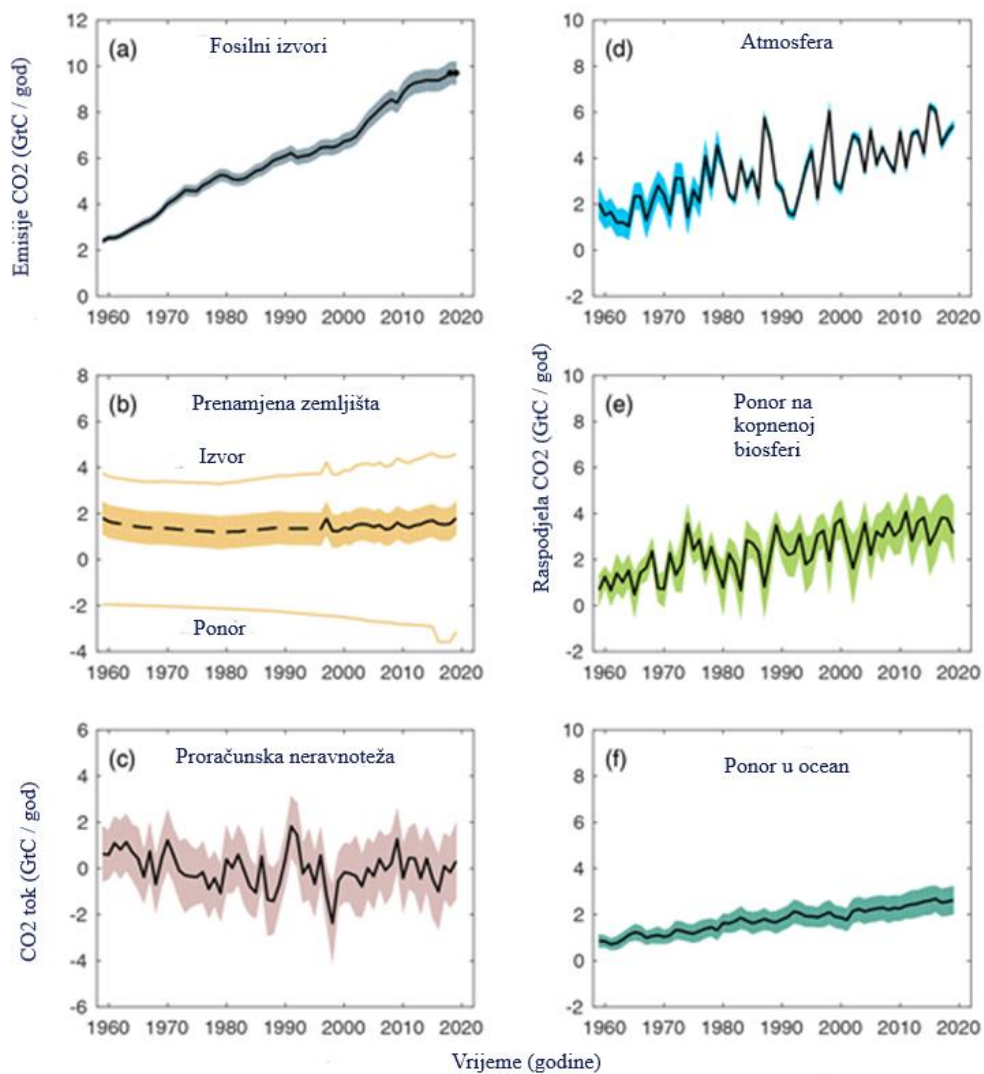 (a)
Fosilni izvori
Emisije CO2 (GtC / god)
12
10
8
6
4
2
0
1960 1970 1980 1990 2000 2010 2020
(d)
Atmosfera
10
8
6
4
2
0
-2
1960 1970 1980 1990 2000 2010 2020
(b)
Prenamjena zemljišta
Izvor
Ponor
8
6
4
2
0
-2
-4
1960 1970 1980 1990 2000 2010 2020
Raspodjela CO2 (GtC / god)
(e)
Ponor na
kopnenoj
biosferi
10
8
6
4
2
0
-2
1960 1970 1980 1990 2000 2010 2020
(c)
Proračunska neravnoteža
CO2 tok (GtC / god)
6
4
2
0
-2
-4
-6
1960 1970 1980 1990 2000 2010 2020
(f)
Ponor u ocean
10
8
6
4
2
0
-2
1960 1970 1980 1990 2000 2010 2020
Vrijeme (godine)